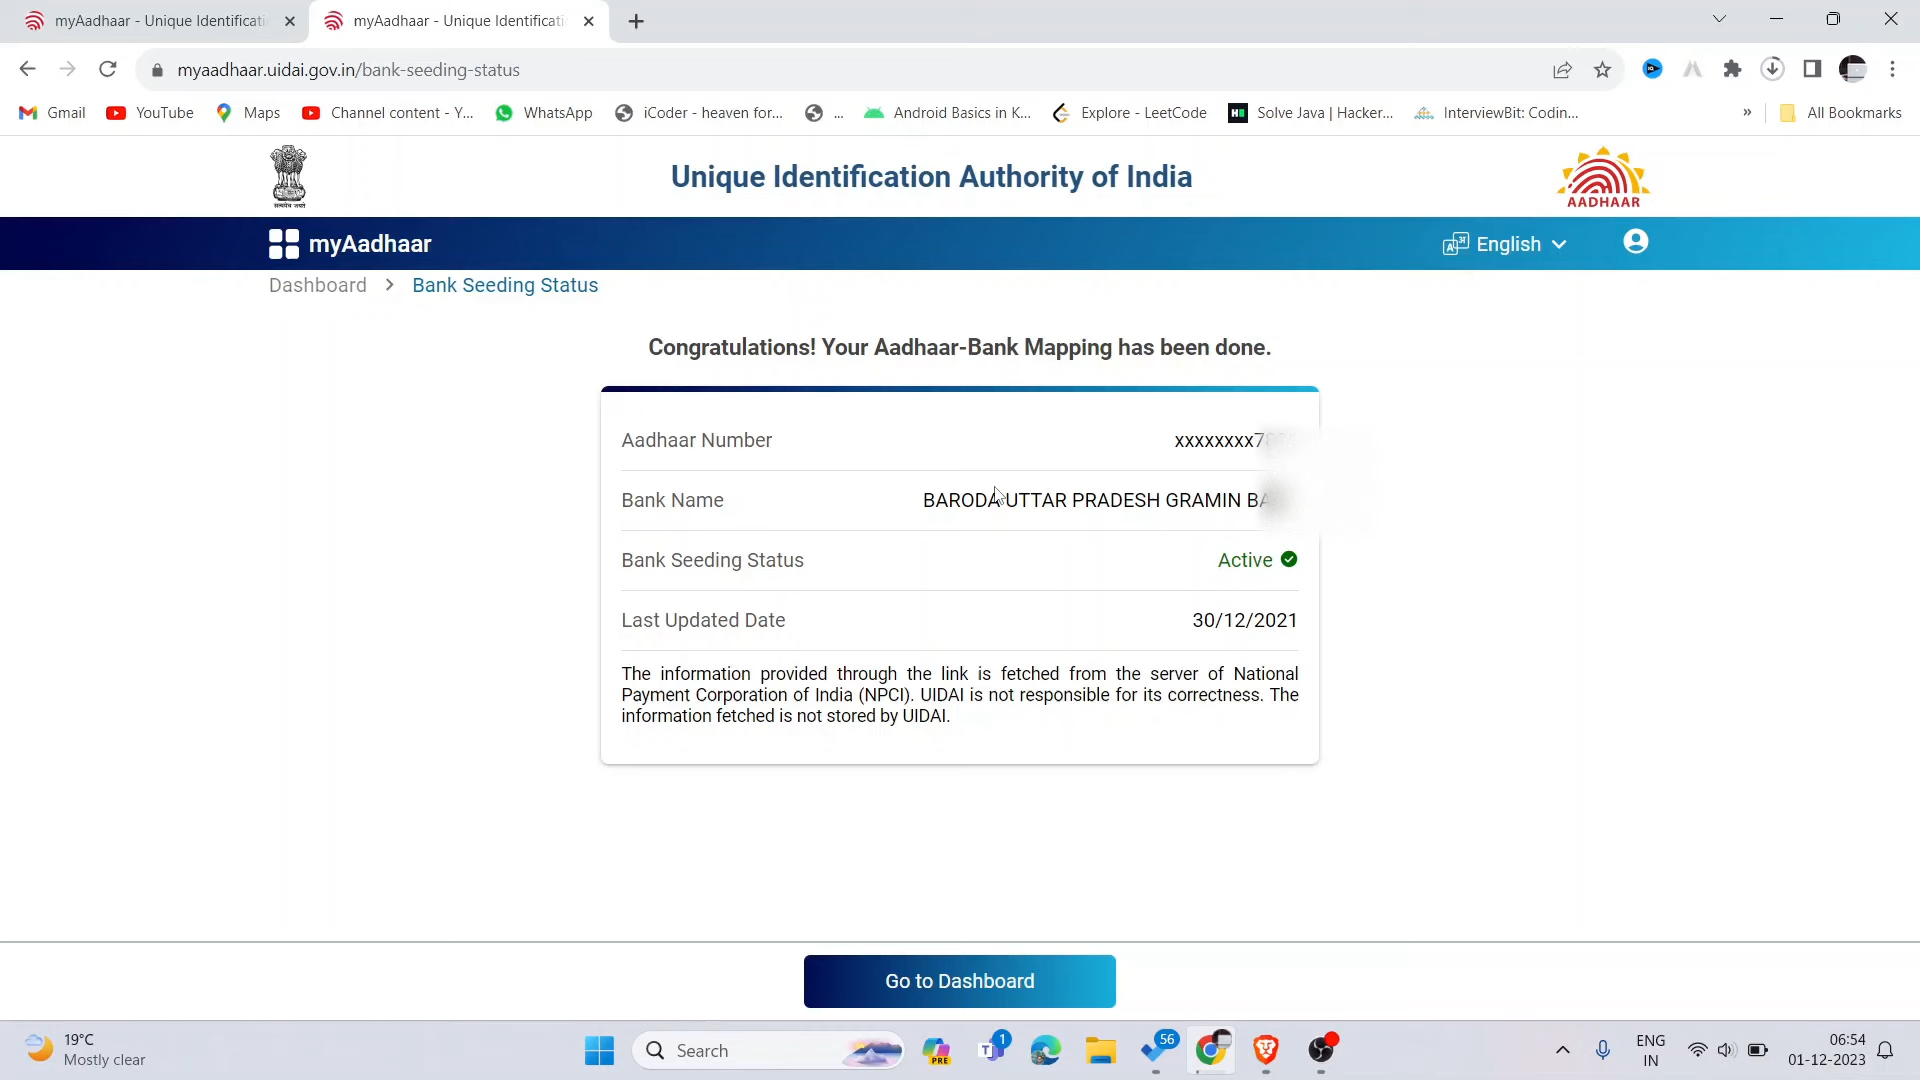 myAadhaar - Unique Identificati
myAadhaar - Unique Identificati
myaadhaar.uidai.gov.in/bank-seeding-status
Gmail YouTube Maps Channel content - Y... WhatsApp iCoder - heaven for... ... Android Basics in K... Explore - LeetCode Solve Java | Hacker... InterviewBit: Codin... » All Bookmarks
सत्यमेव जयते
Unique Identification Authority of India
AADHAAR
myAadhaar
English
Dashboard > Bank Seeding Status
Congratulations! Your Aadhaar-Bank Mapping has been done.
Aadhaar Number xxxxxxxx7
Bank Name BARODA UTTAR PRADESH GRAMIN
Bank Seeding Status Active
Last Updated Date 30/12/2021
The information provided through the link is fetched from the server of National
Payment Corporation of India (NPCI). UIDAI is not responsible for its correctness. The
information fetched is not stored by UIDAI.
Go to Dashboard
19°C
Mostly clear
Search
PRE
1
56
ENG
IN
06:54
01-12-2023